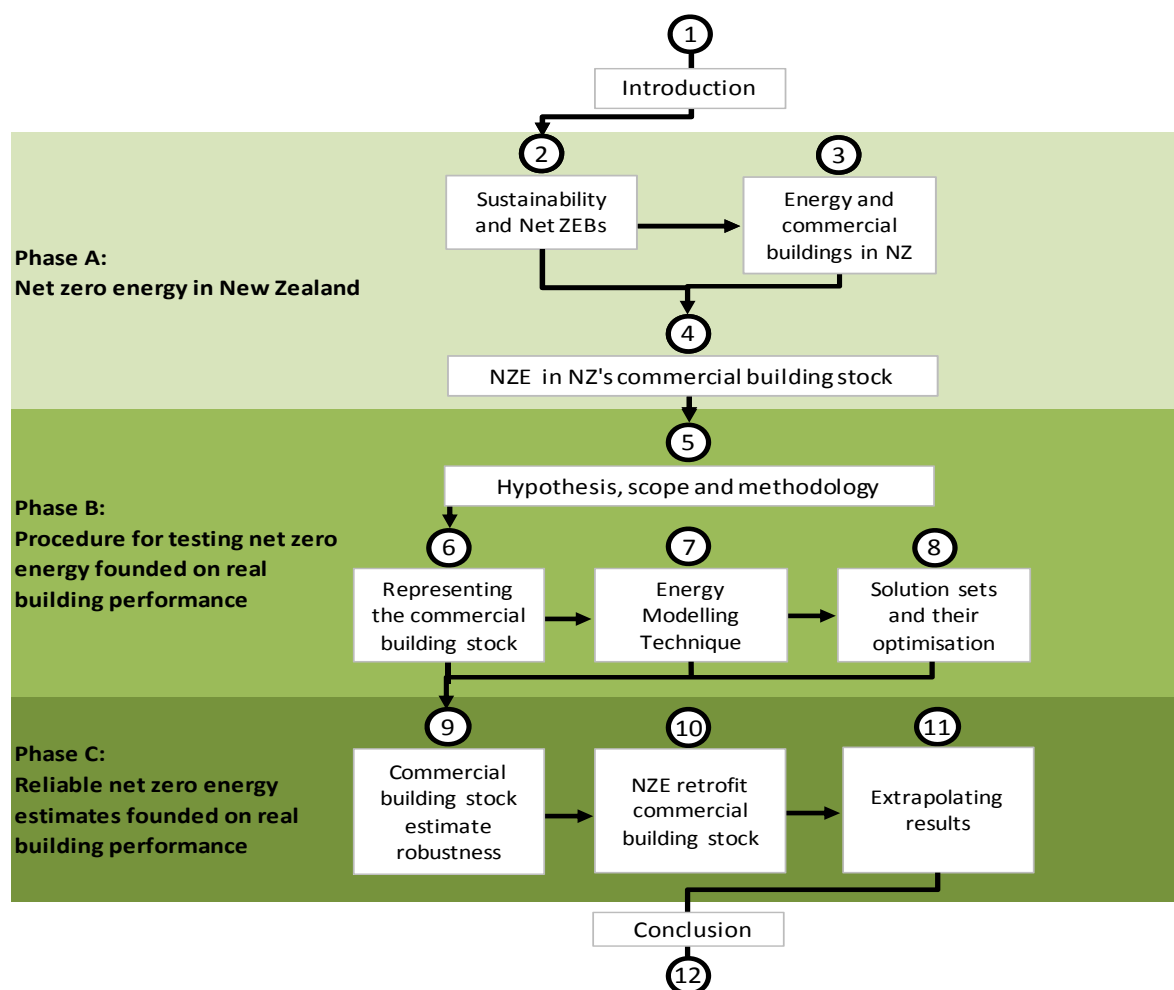 1
Introduction
2
3
Sustainability
and Net ZEBs
Energy and
commercial
buildings in NZ
Phase A:
Net zero energy in New Zealand
4
NZE in NZ's commercial building stock
5
Hypothesis, scope and methodology
Phase B:
Procedure for testing net zero
energy founded on real
building performance
6
7
8
Representing
the commercial
building stock
Energy
Modelling
Technique
Solution sets
and their
optimisation
9
10
11
Phase C:
Reliable net zero energy
estimates founded on real
building performance
Commercial
building stock
estimate
robustness
NZE retrofit
commercial
building stock
Extrapolating
results
Conclusion
12